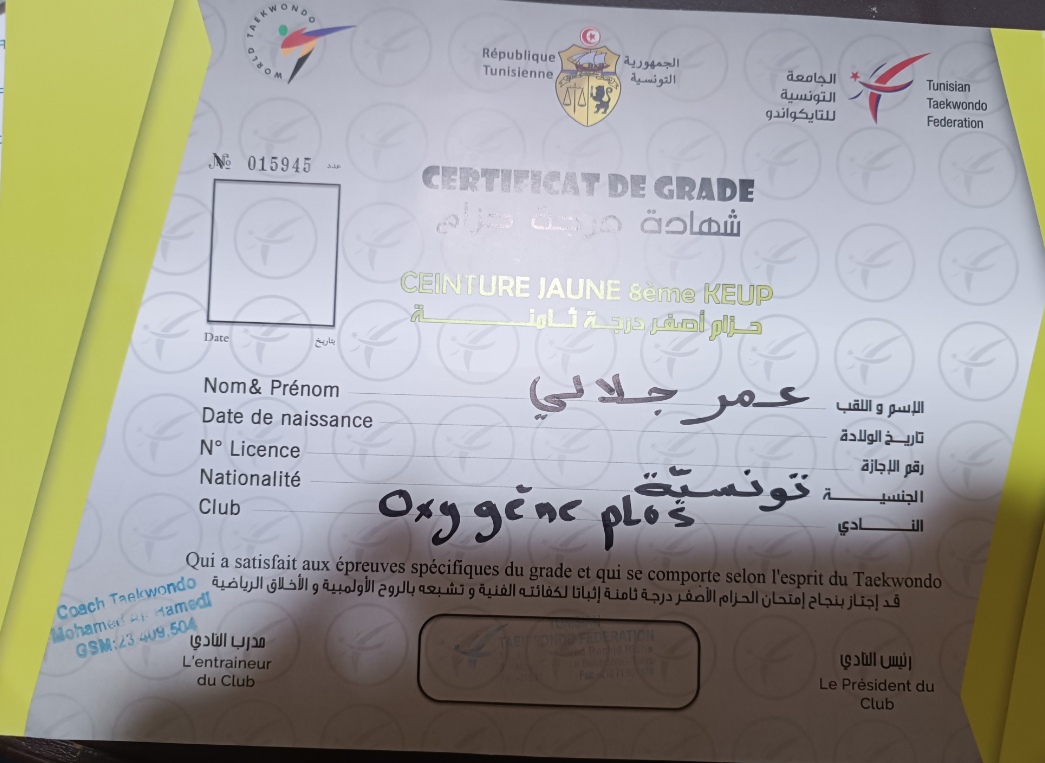 WORLD TAEKWONDO
République
Tunisienne
الجمهورية
التونسية
الجامعة
التونسية
للتايكواندو
Tunisian
Taekwondo
Federation
№ 015945 عدد
CERTIFICAT DE GRADE
شهادة درجة حزام
CEINTURE JAUNE 8ème KEUP
حزام أصفر درجة ثامنة
Date تاريخ
Nom& Prénom عمر جلالي الإسم و اللقب
Date de naissance تاريخ الولادة
N° Licence رقم الإجازة
Nationalité تونسيّة الجنسية
Club Oxygène plos النادي
Qui a satisfait aux épreuves spécifiques du grade et qui se comporte selon l'esprit du Taekwondo
قد إجتاز بنجاح إمتحان الحزام الأصفر درجة ثامنة إثباتا لكفائته الفنية و تشبعه بالروح الأولمبية و الأخلاق الرياضية
Coach Taekwondo
Mohamed Hamedi
GSM:23 409.504
مدرب النادي
L'entraineur
du Club
TAEKWONDO FEDERATION
رئيس النادي
Le Président du
Club